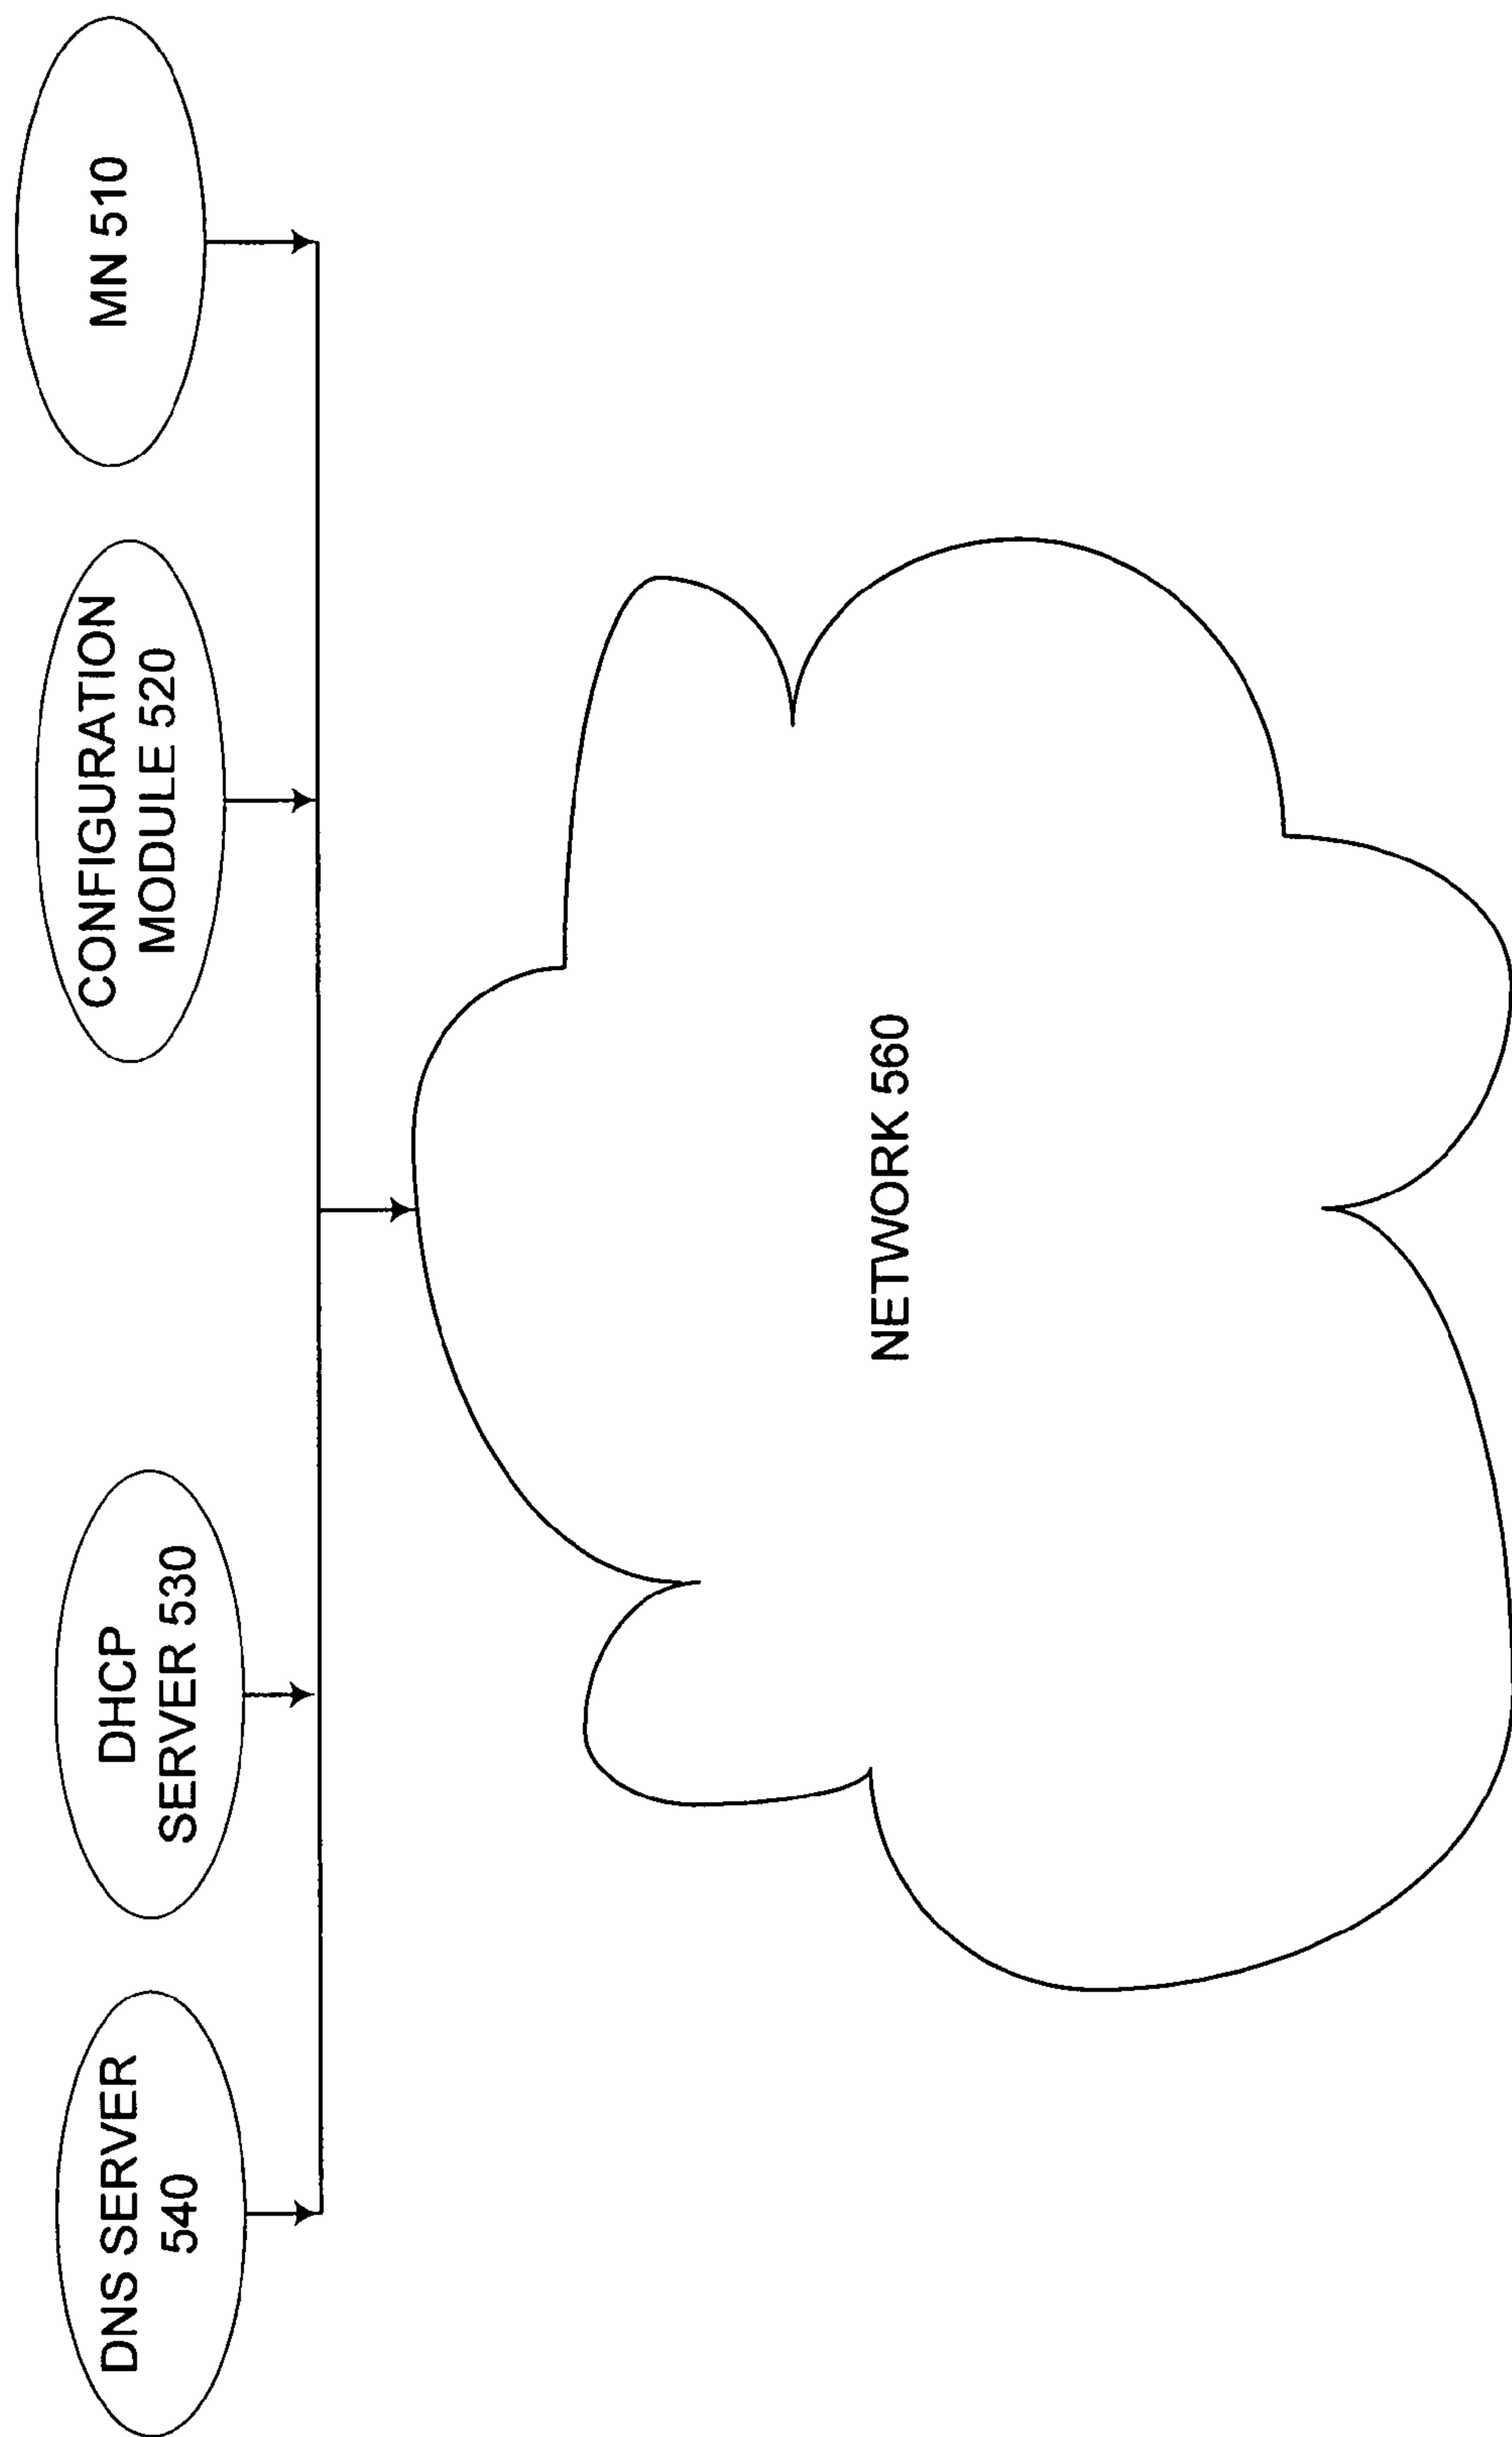 DNS SERVER
540
DHCP
SERVER 530
CONFIGURATION
MODULE 520
MN 510
NETWORK 560